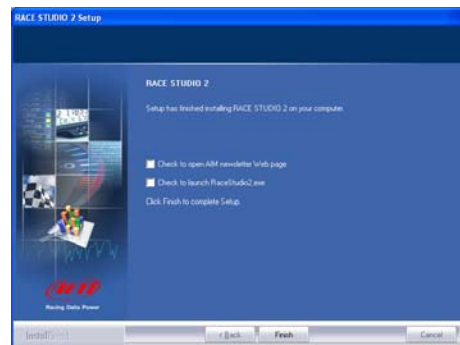 RACE STUDIO 2 Setup
RACE STUDIO 2
Setup has finished installing RACE STUDIO 2 on your computer.
Check to open AIM newsletter Web page
Check to launch RaceStudio2.exe
Click Finish to complete Setup.
Racing Data Power
< Back
Finish
Cancel